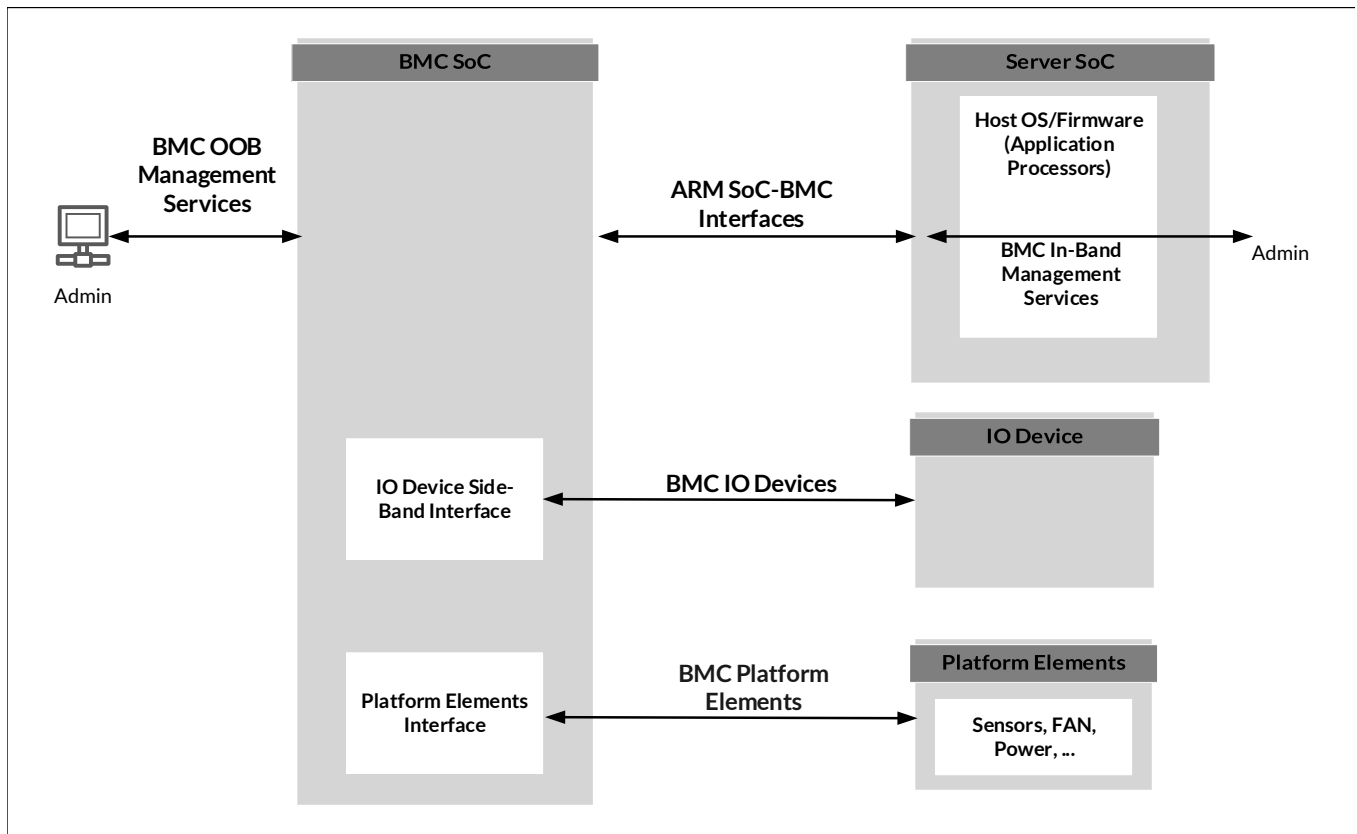 BMC SoC
Server SoC
BMC OOB
Management
Services
Admin
ARM SoC-BMC
Interfaces
Host OS/Firmware
(Application
Processors)
BMC In-Band
Management
Services
Admin
IO Device
IO Device Side-
Band Interface
BMC IO Devices
Platform Elements
Platform Elements
Interface
BMC Platform
Elements
Sensors, FAN,
Power, ...